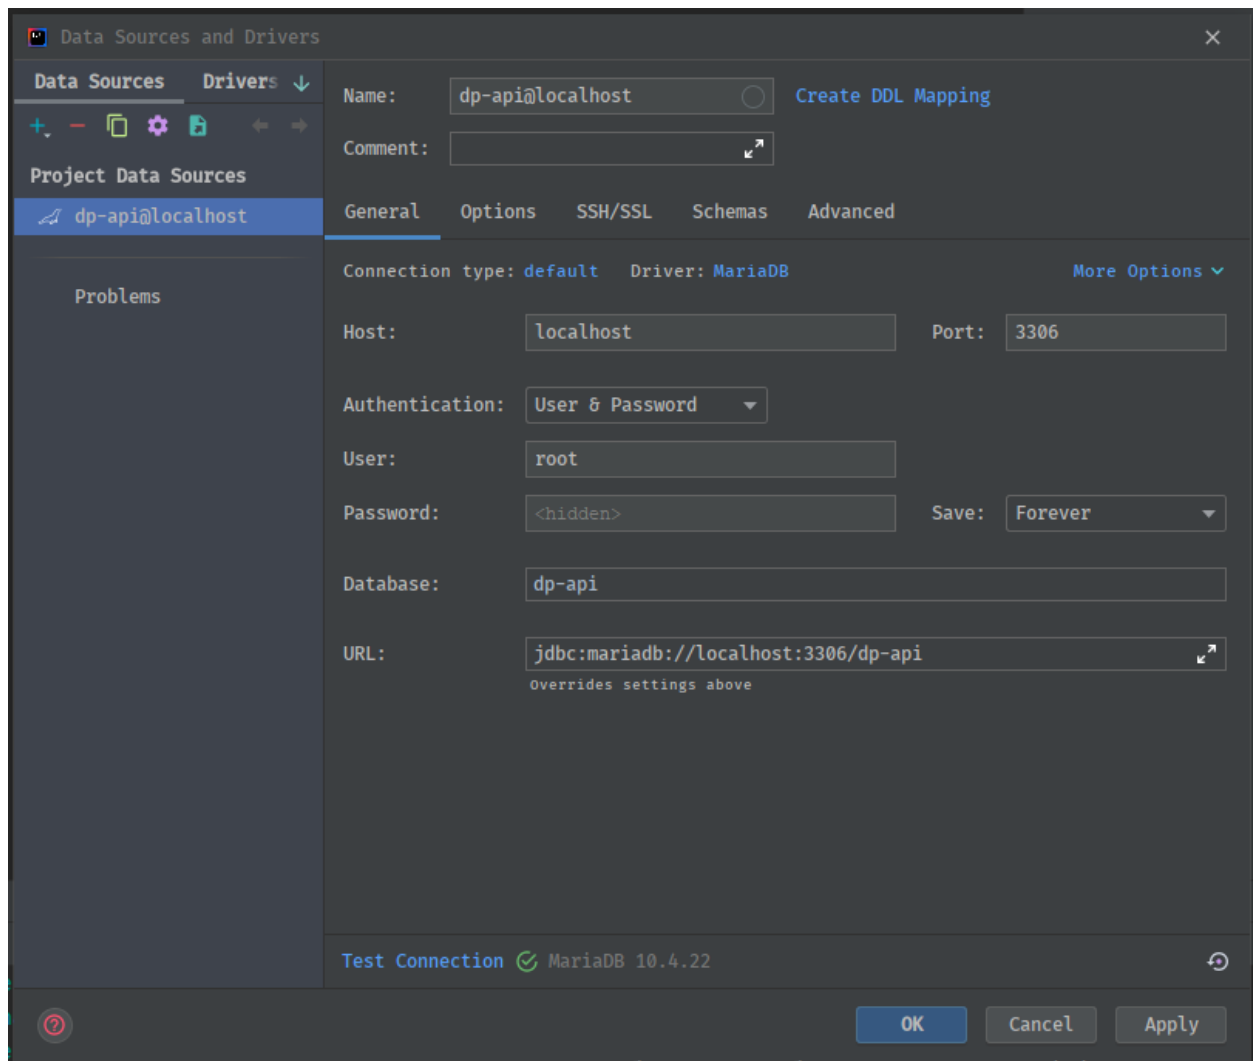 Data Sources and Drivers
Data Sources Drivers
Project Data Sources
dp-api@localhost
Problems
Name: dp-api@localhost Create DDL Mapping
Comment:
General Options SSH/SSL Schemas Advanced
Connection type: default Driver: MariaDB More Options
Host: localhost Port: 3306
Authentication: User & Password
User: root
Password: <hidden> Save: Forever
Database: dp-api
URL: jdbc:mariadb://localhost:3306/dp-api
Overrides settings above
Test Connection MariaDB 10.4.22
? OK Cancel Apply